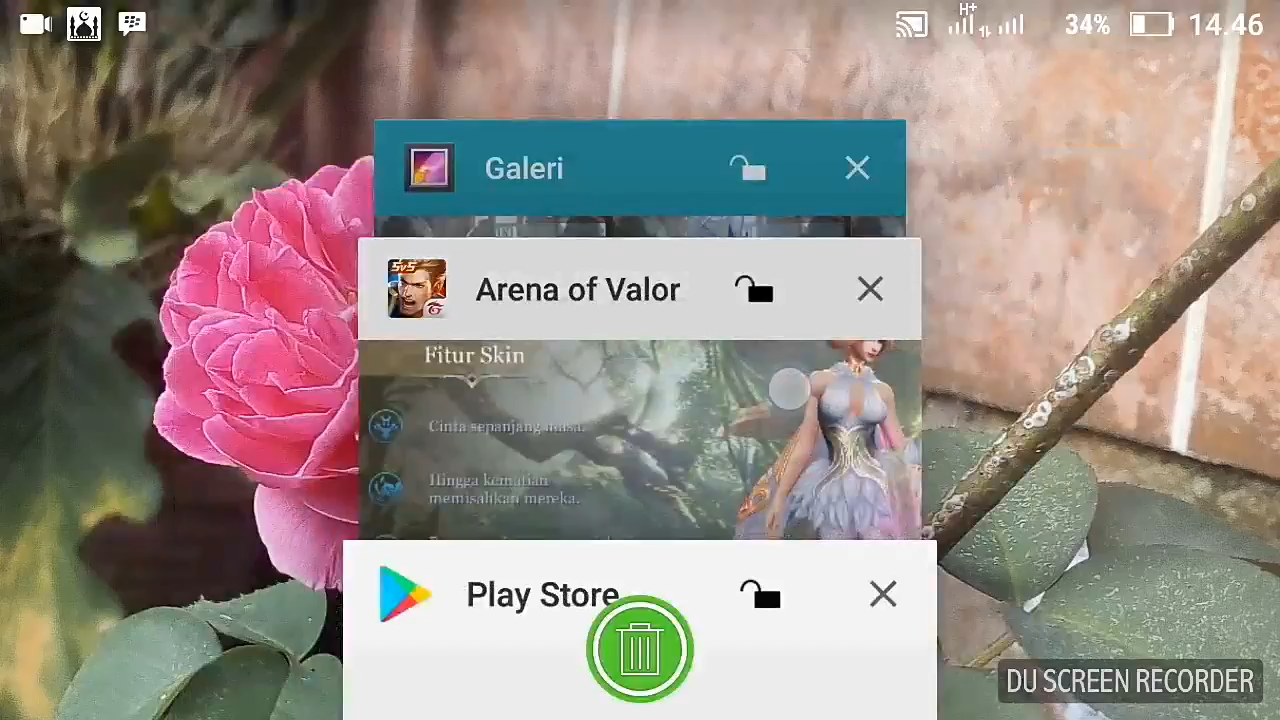 H+
34%
14.46
Galeri
5V5
Arena of Valor
Fitur Skin
Cinta sepanjang masa.
Hingga kematian
memisahkan mereka.
Play Store
DU SCREEN RECORDER